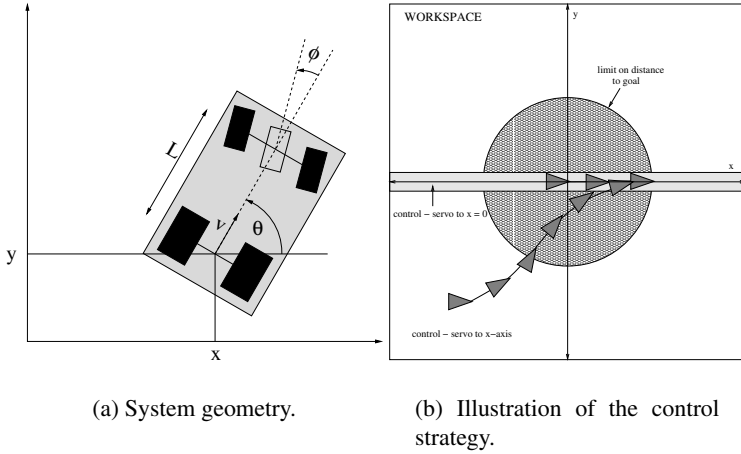 ϕ
L
v
θ
y
x
(a) System geometry.
WORKSPACE
y
limit on distance
to goal
x
control – servo to x = 0
control – servo to x–axis
(b) Illustration of the control
strategy.